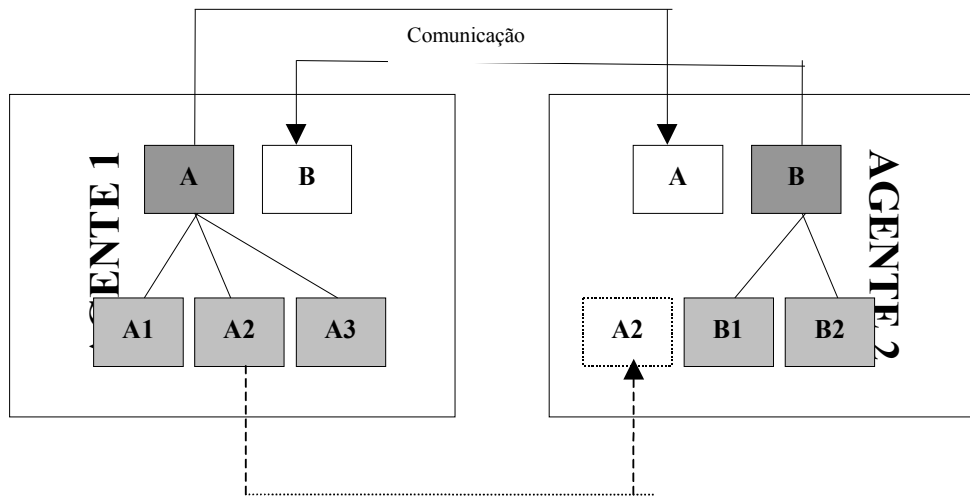 Comunicação
AGENTE 1
A
B
A1
A2
A3
A
B
A2
B1
B2
AGENTE 2